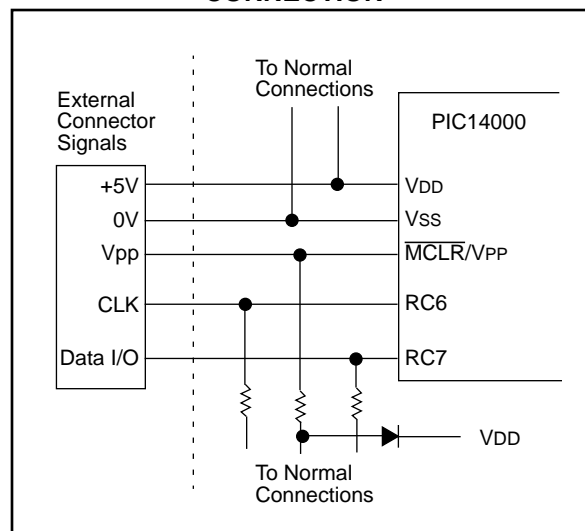 CONNECTION
To Normal
Connections
External
Connector
Signals
PIC14000
+5V
VDD
0V
VSS
Vpp
MCLR/VPP
CLK
RC6
Data I/O
RC7
VDD
To Normal
Connections